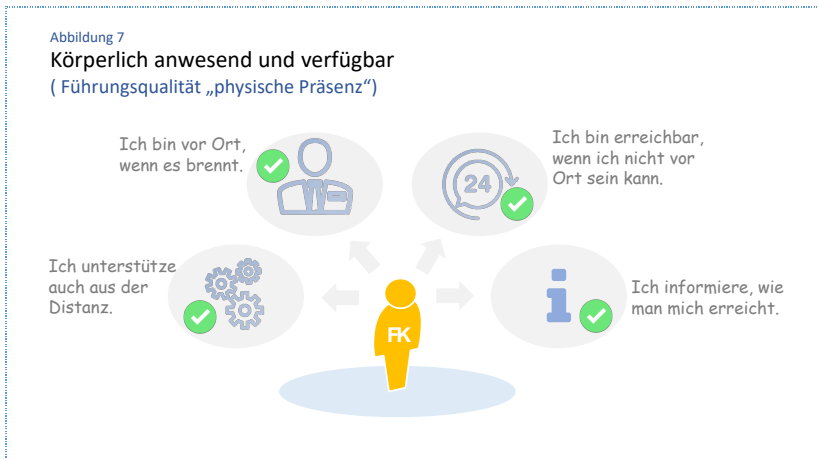 Abbildung 7
Körperlich anwesend und verfügbar
( Führungsqualität „physische Präsenz“)
Ich bin vor Ort,
wenn es brennt.
24
Ich bin erreichbar,
wenn ich nicht vor
Ort sein kann.
Ich unterstütze
auch aus der
Distanz.
i
Ich informiere, wie
man mich erreicht.
FK